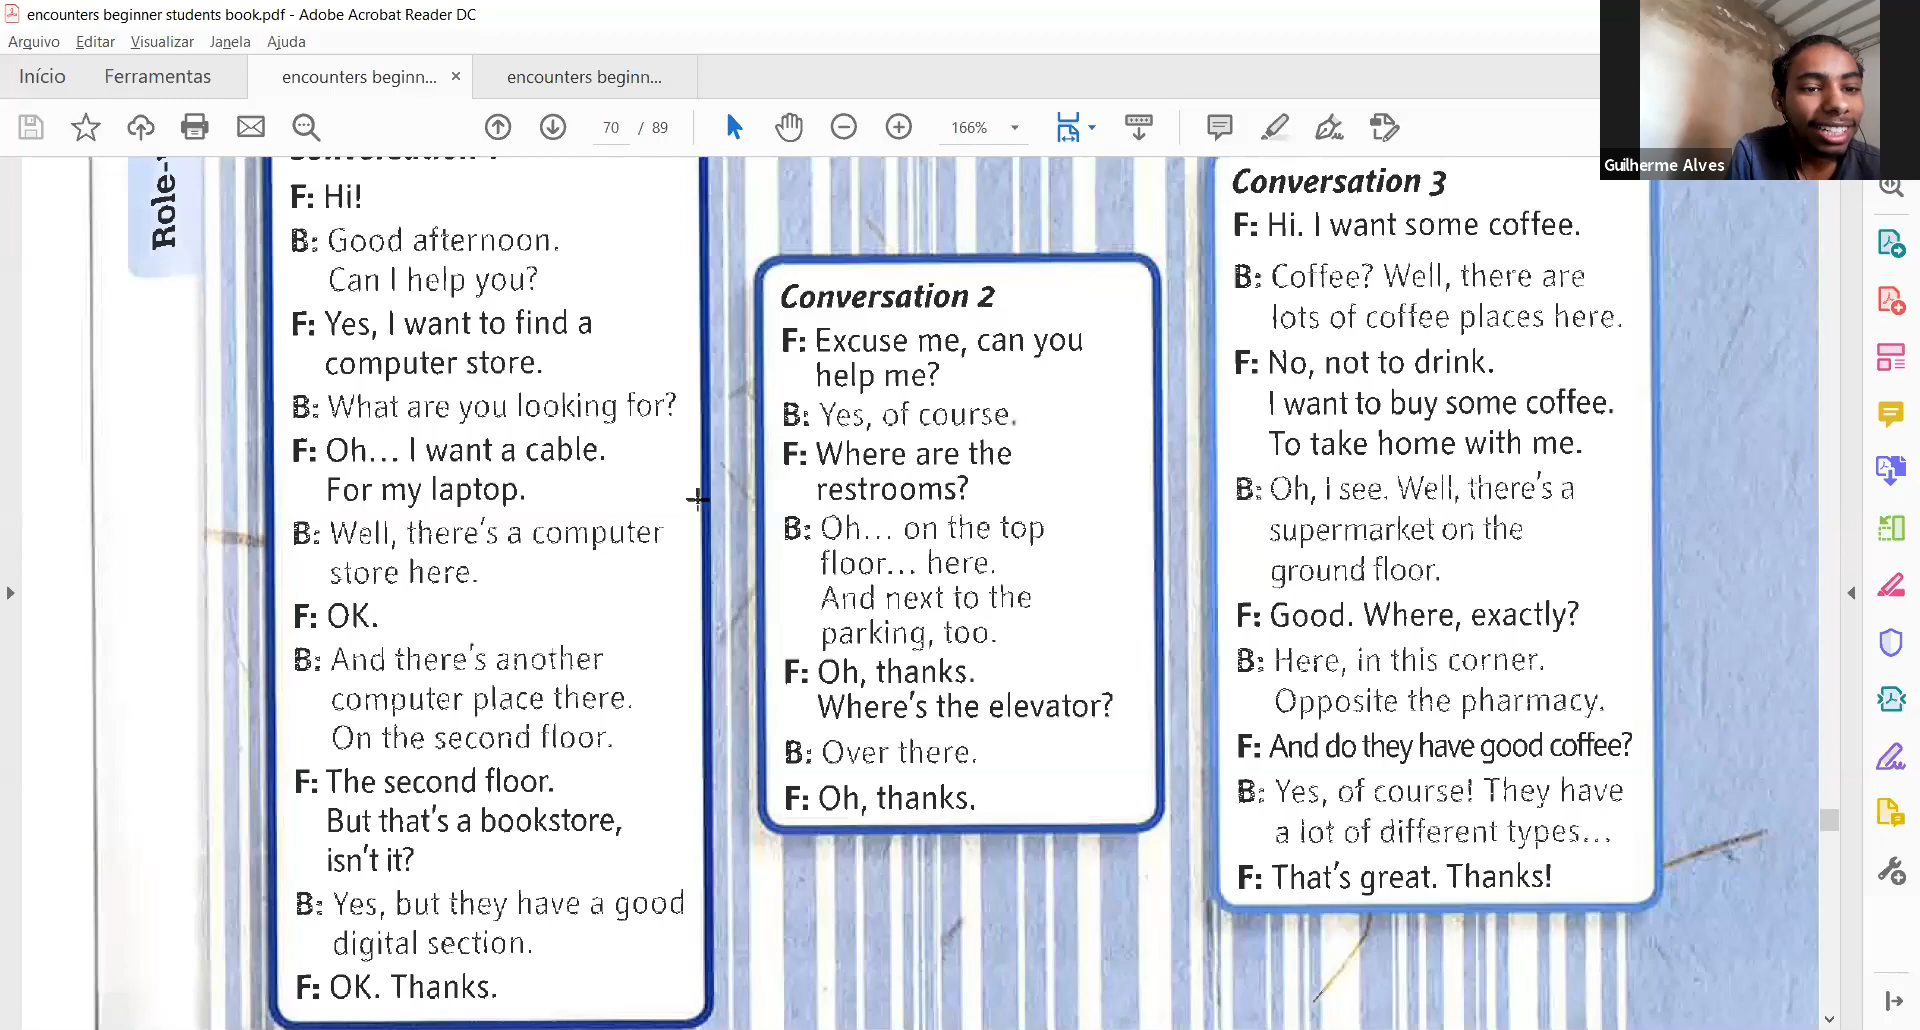 encounters beginner students book.pdf - Adobe Acrobat Reader DC
Arquivo Editar Visualizar Janela Ajuda
Início Ferramentas encounters beginn... × encounters beginn...
70 / 89 166%
Guilherme Alves
Role-
F: Hi!
B: Good afternoon.
Can I help you?
F: Yes, I want to find a
computer store.
B: What are you looking for?
F: Oh... I want a cable.
For my laptop.
B: Well, there's a computer
store here.
F: OK.
B: And there's another
computer place there.
On the second floor.
F: The second floor.
But that's a bookstore,
isn't it?
B: Yes, but they have a good
digital section.
F: OK. Thanks.
Conversation 2
F: Excuse me, can you
help me?
B: Yes, of course.
F: Where are the
restrooms?
B: Oh... on the top
floor... here.
And next to the
parking, too.
F: Oh, thanks.
Where's the elevator?
B: Over there.
F: Oh, thanks.
Conversation 3
F: Hi. I want some coffee.
B: Coffee? Well, there are
lots of coffee places here.
F: No, not to drink.
I want to buy some coffee.
To take home with me.
B: Oh, I see. Well, there's a
supermarket on the
ground floor.
F: Good. Where, exactly?
B: Here, in this corner.
Opposite the pharmacy.
F: And do they have good coffee?
B: Yes, of course! They have
a lot of different types...
F: That's great. Thanks!